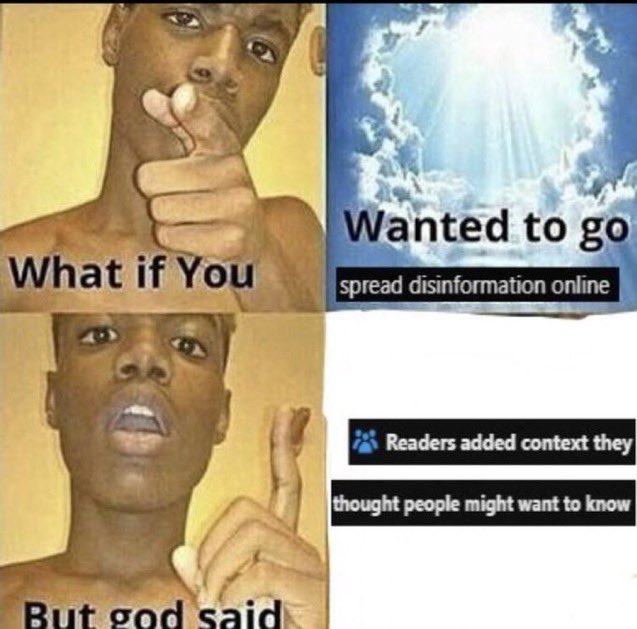 What if You
Wanted to go
spread disinformation online
But god said
Readers added context they
thought people might want to know